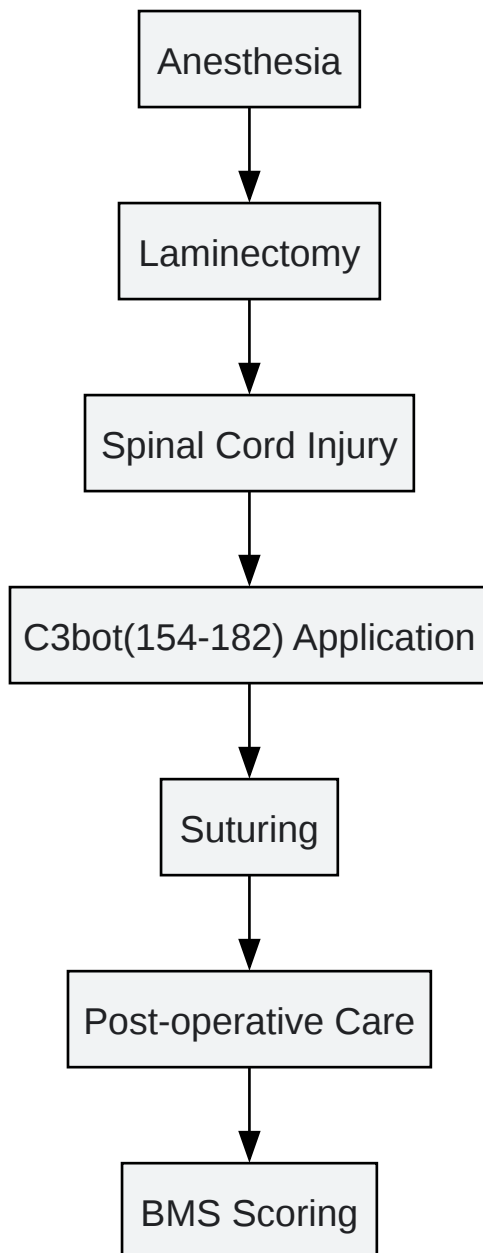 Anesthesia
Laminectomy
Spinal Cord Injury
C3bot(154-182) Application
Suturing
Post-operative Care
BMS Scoring